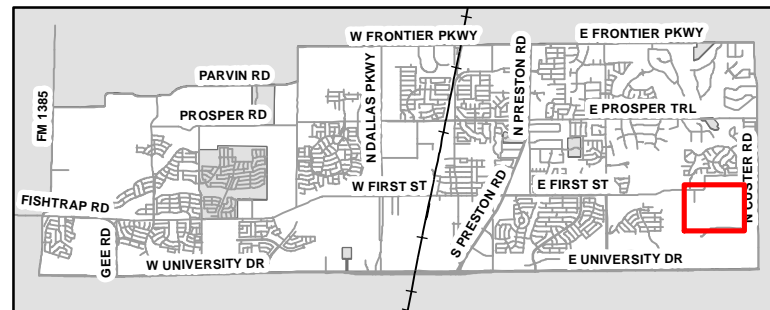 W FRONTIER PKWY
E FRONTIER PKWY
PARVIN RD
FM 1385
PROSPER RD
N DALLAS PKWY
N PRESTON RD
E PROSPER TRL
W FIRST ST
E FIRST ST
N CUSTER RD
FISHTRAP RD
GEE RD
W UNIVERSITY DR
S PRESTON RD
E UNIVERSITY DR